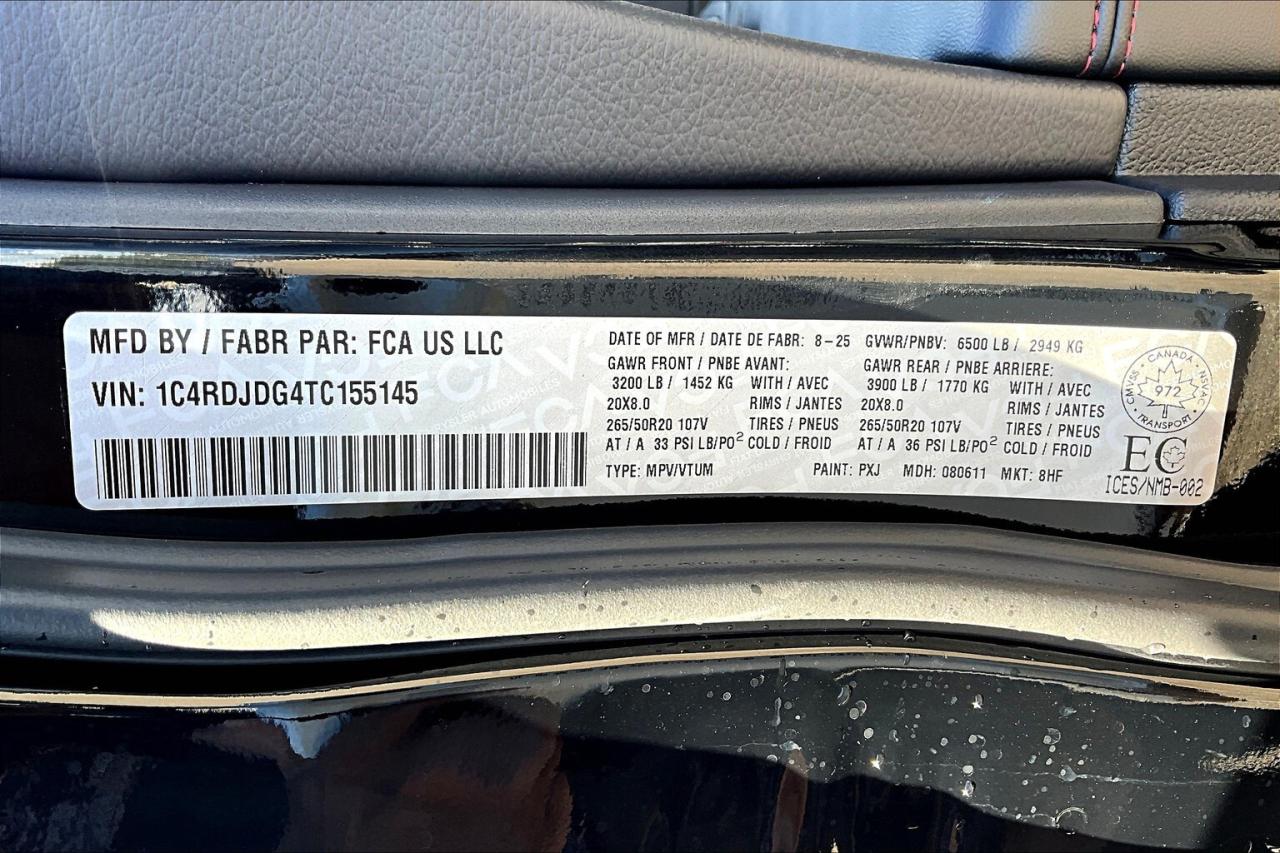 MFD BY / FABR PAR: FCA US LLC
VIN: 1C4RDJDG4TC155145
DATE OF MFR / DATE DE FABR: 8-25 GVWR/PNBV: 6500 LB / 2949 KG
GAWR FRONT / PNBE AVANT:
3200 LB / 1452 KG WITH / AVEC
20X8.0 RIMS / JANTES
265/50R20 107V TIRES / PNEUS
AT / A 33 PSI LB/PO² COLD / FROID
GAWR REAR / PNBE ARRIERE:
3900 LB / 1770 KG WITH / AVEC
20X8.0 RIMS / JANTES
265/50R20 107V TIRES / PNEUS
AT / A 36 PSI LB/PO² COLD / FROID
TYPE: MPV/VTUM PAINT: PXJ MDH: 080611 MKT: 8HF
CANADA
CMVSS NSVAC
972
TRANSPORT
EC
ICES/NMB-002